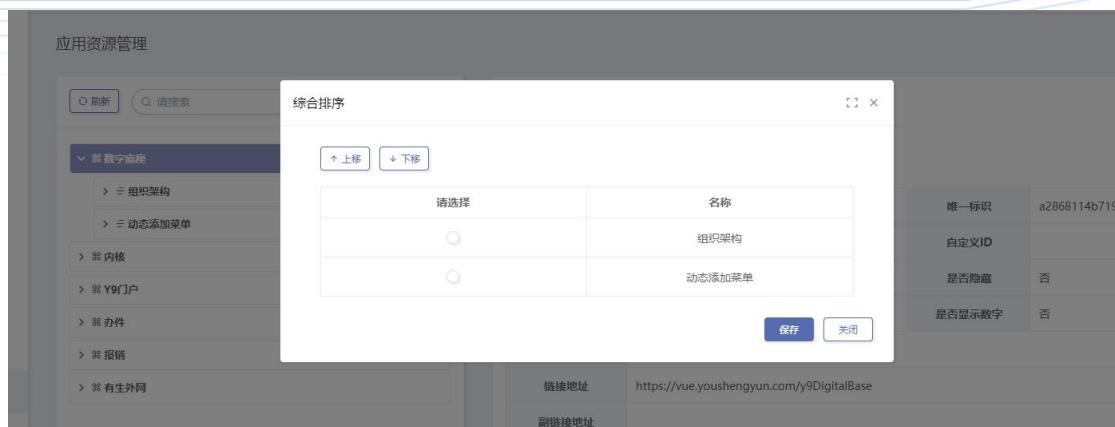 应用资源管理
刷新
请搜索
数字底座
组织架构
动态添加菜单
内核
Y9门户
办件
报销
有生外网
综合排序
上移
下移
请选择 名称
组织架构
动态添加菜单
保存
关闭
唯一标识 a2868114b719
自定义ID
是否隐藏 否
是否显示数字 否
链接地址 https://vue.youshengyun.com/y9DigitalBase
副链接地址